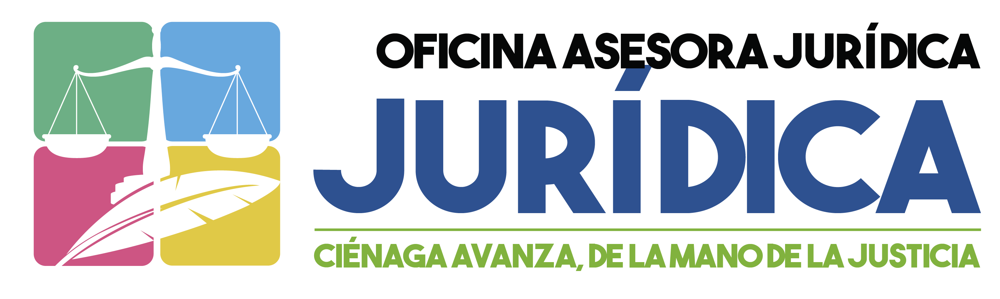 OFICINA ASESORA JURÍDICA
JURÍDICA
CIÉNAGA AVANZA, DE LA MANO DE LA JUSTICIA